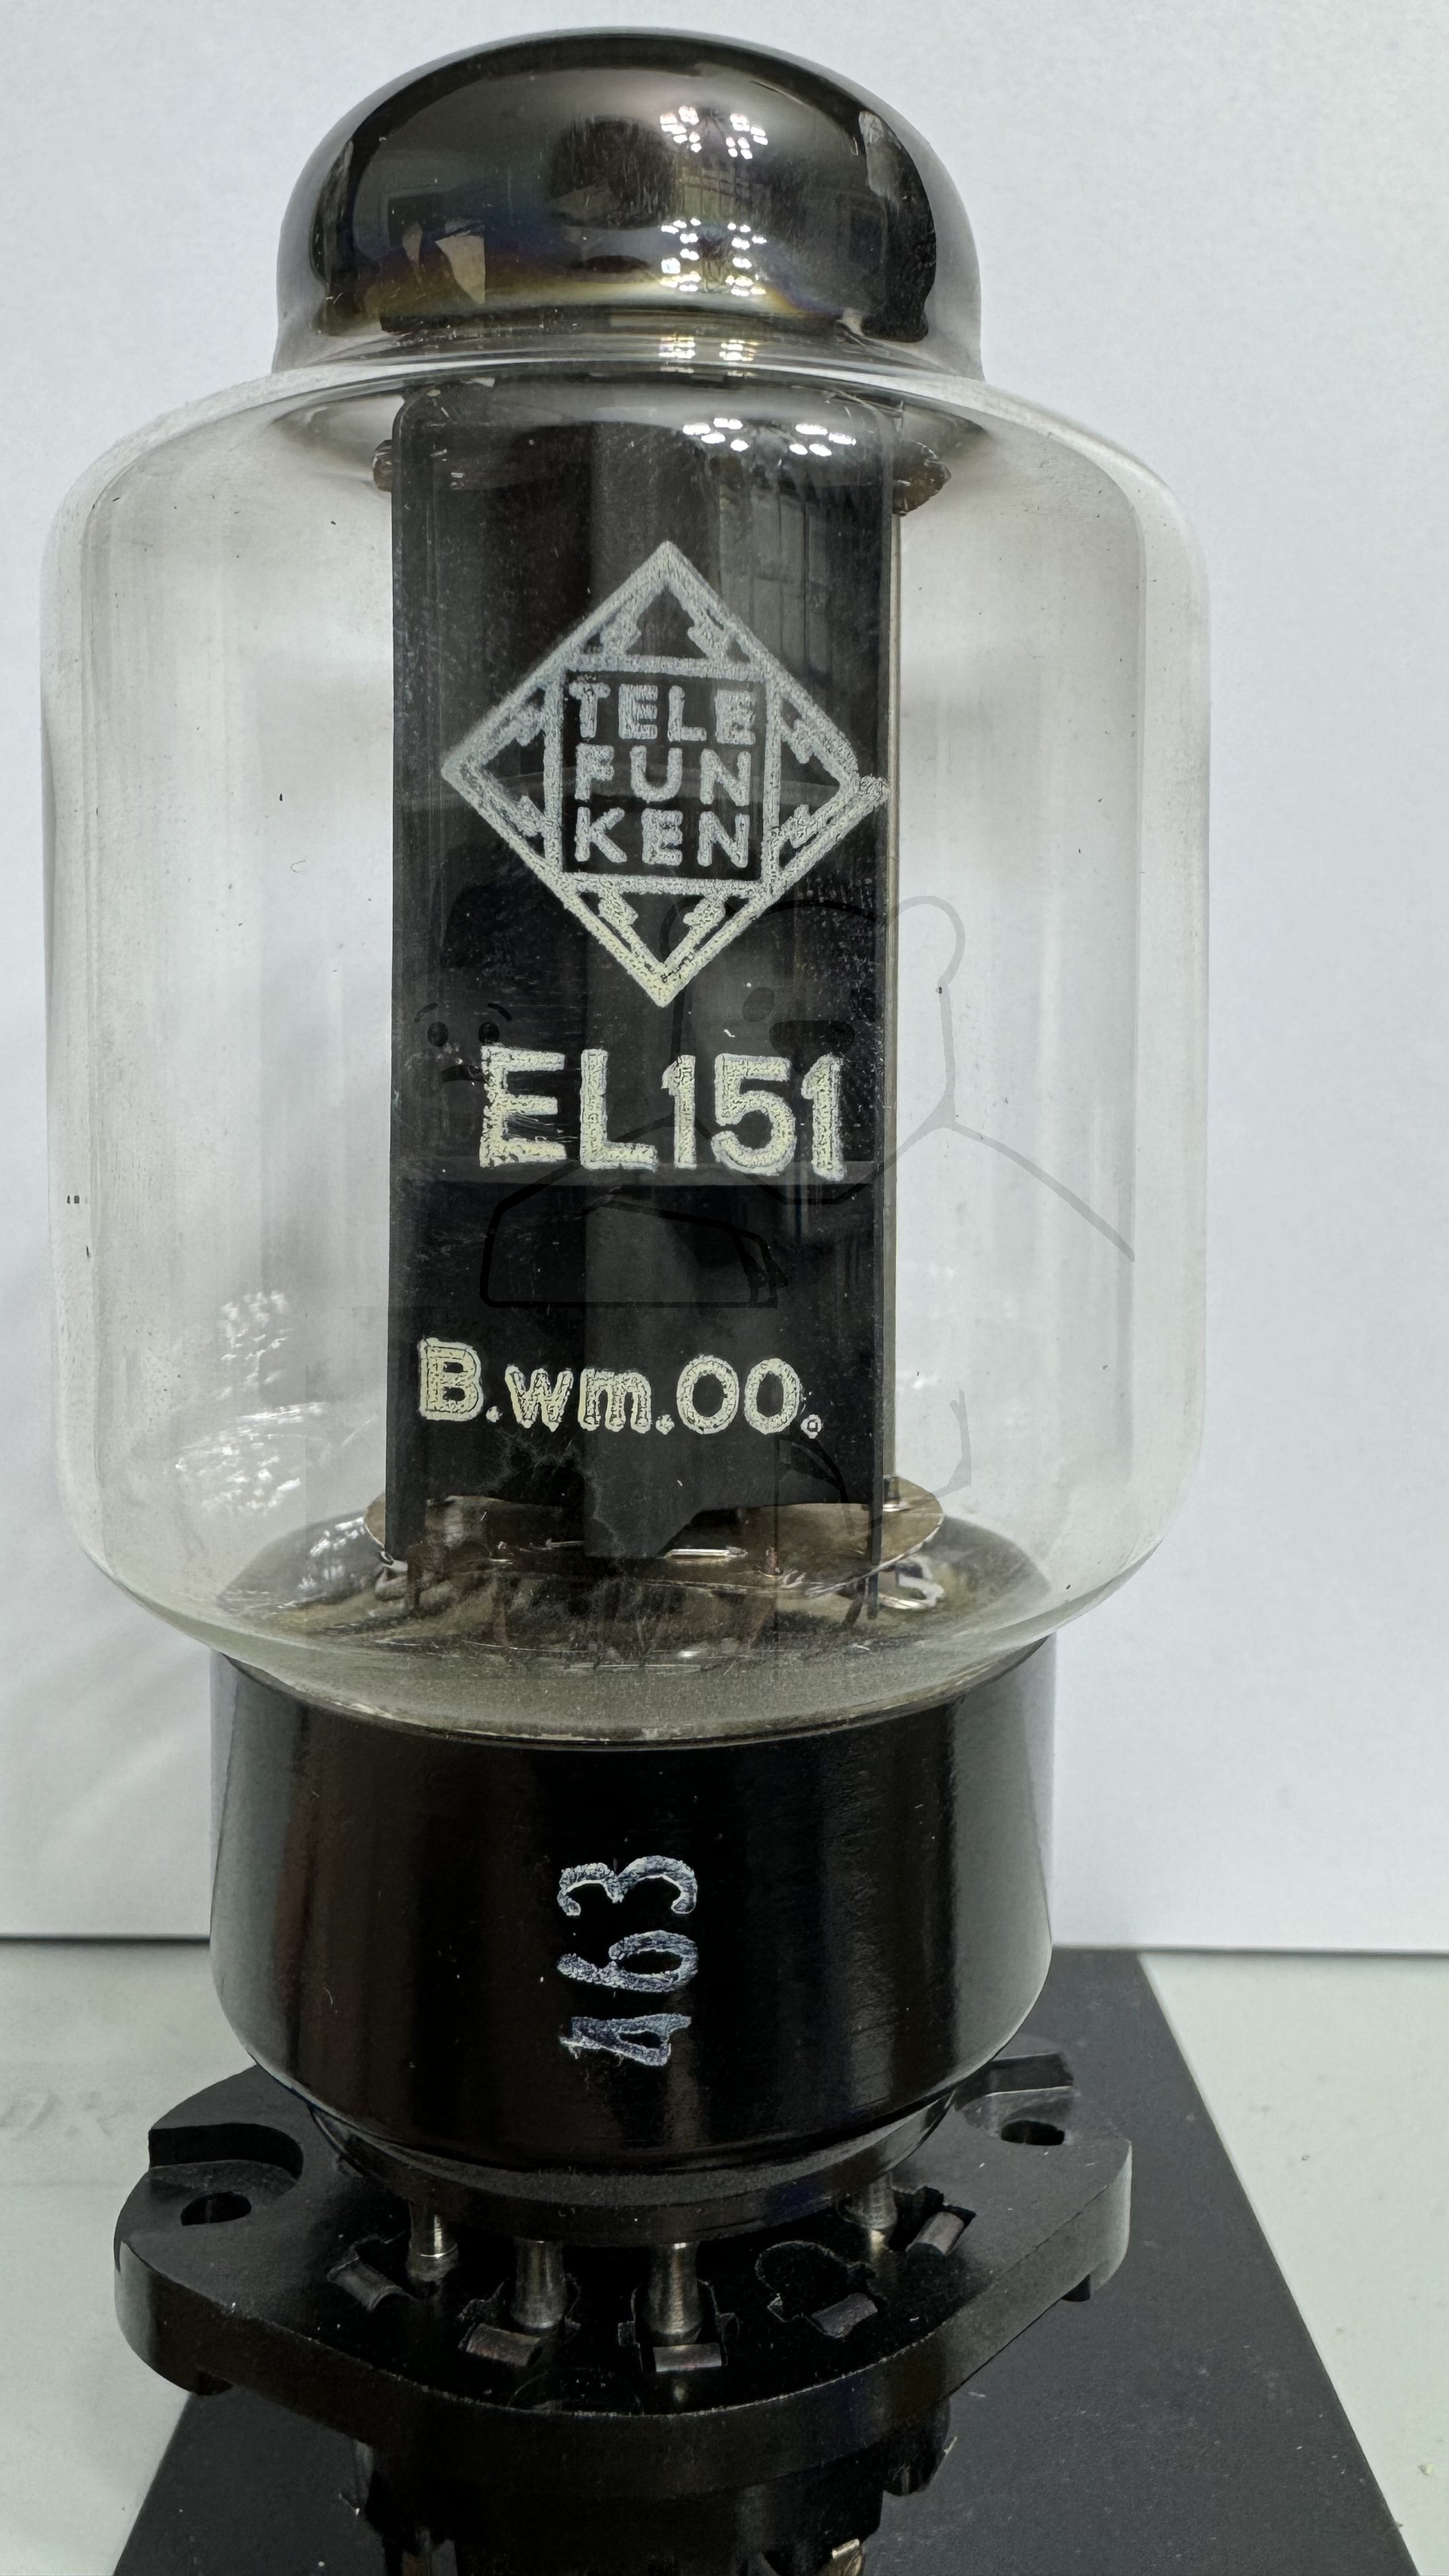 TELE
FUN
KEN
EL151
B.wm.00.
463